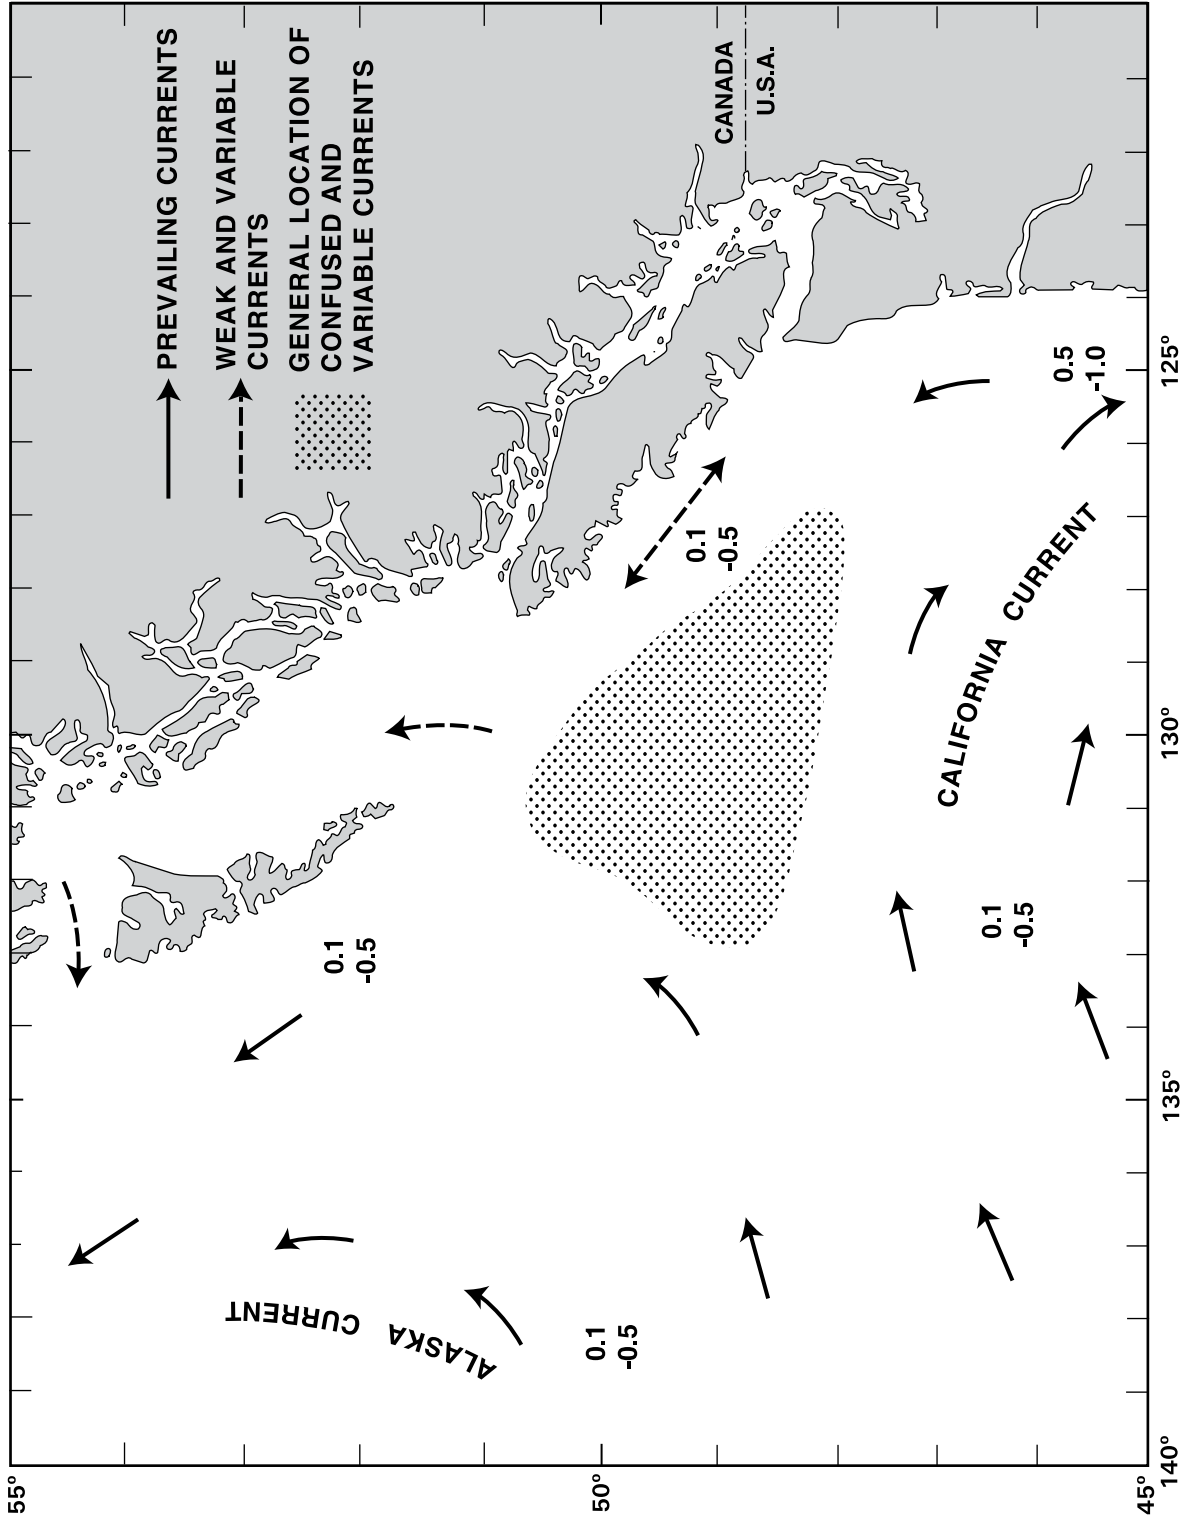 PREVAILING CURRENTS
WEAK AND VARIABLE
CURRENTS
GENERAL LOCATION OF
CONFUSED AND
VARIABLE CURRENTS
CANADA
U.S.A.
0.1
-0.5
0.1
-0.5
0.1
-0.5
0.1
-0.5
0.5
-1.0
ALASKA CURRENT
CALIFORNIA CURRENT
55°
50°
45°
140°
135°
130°
125°